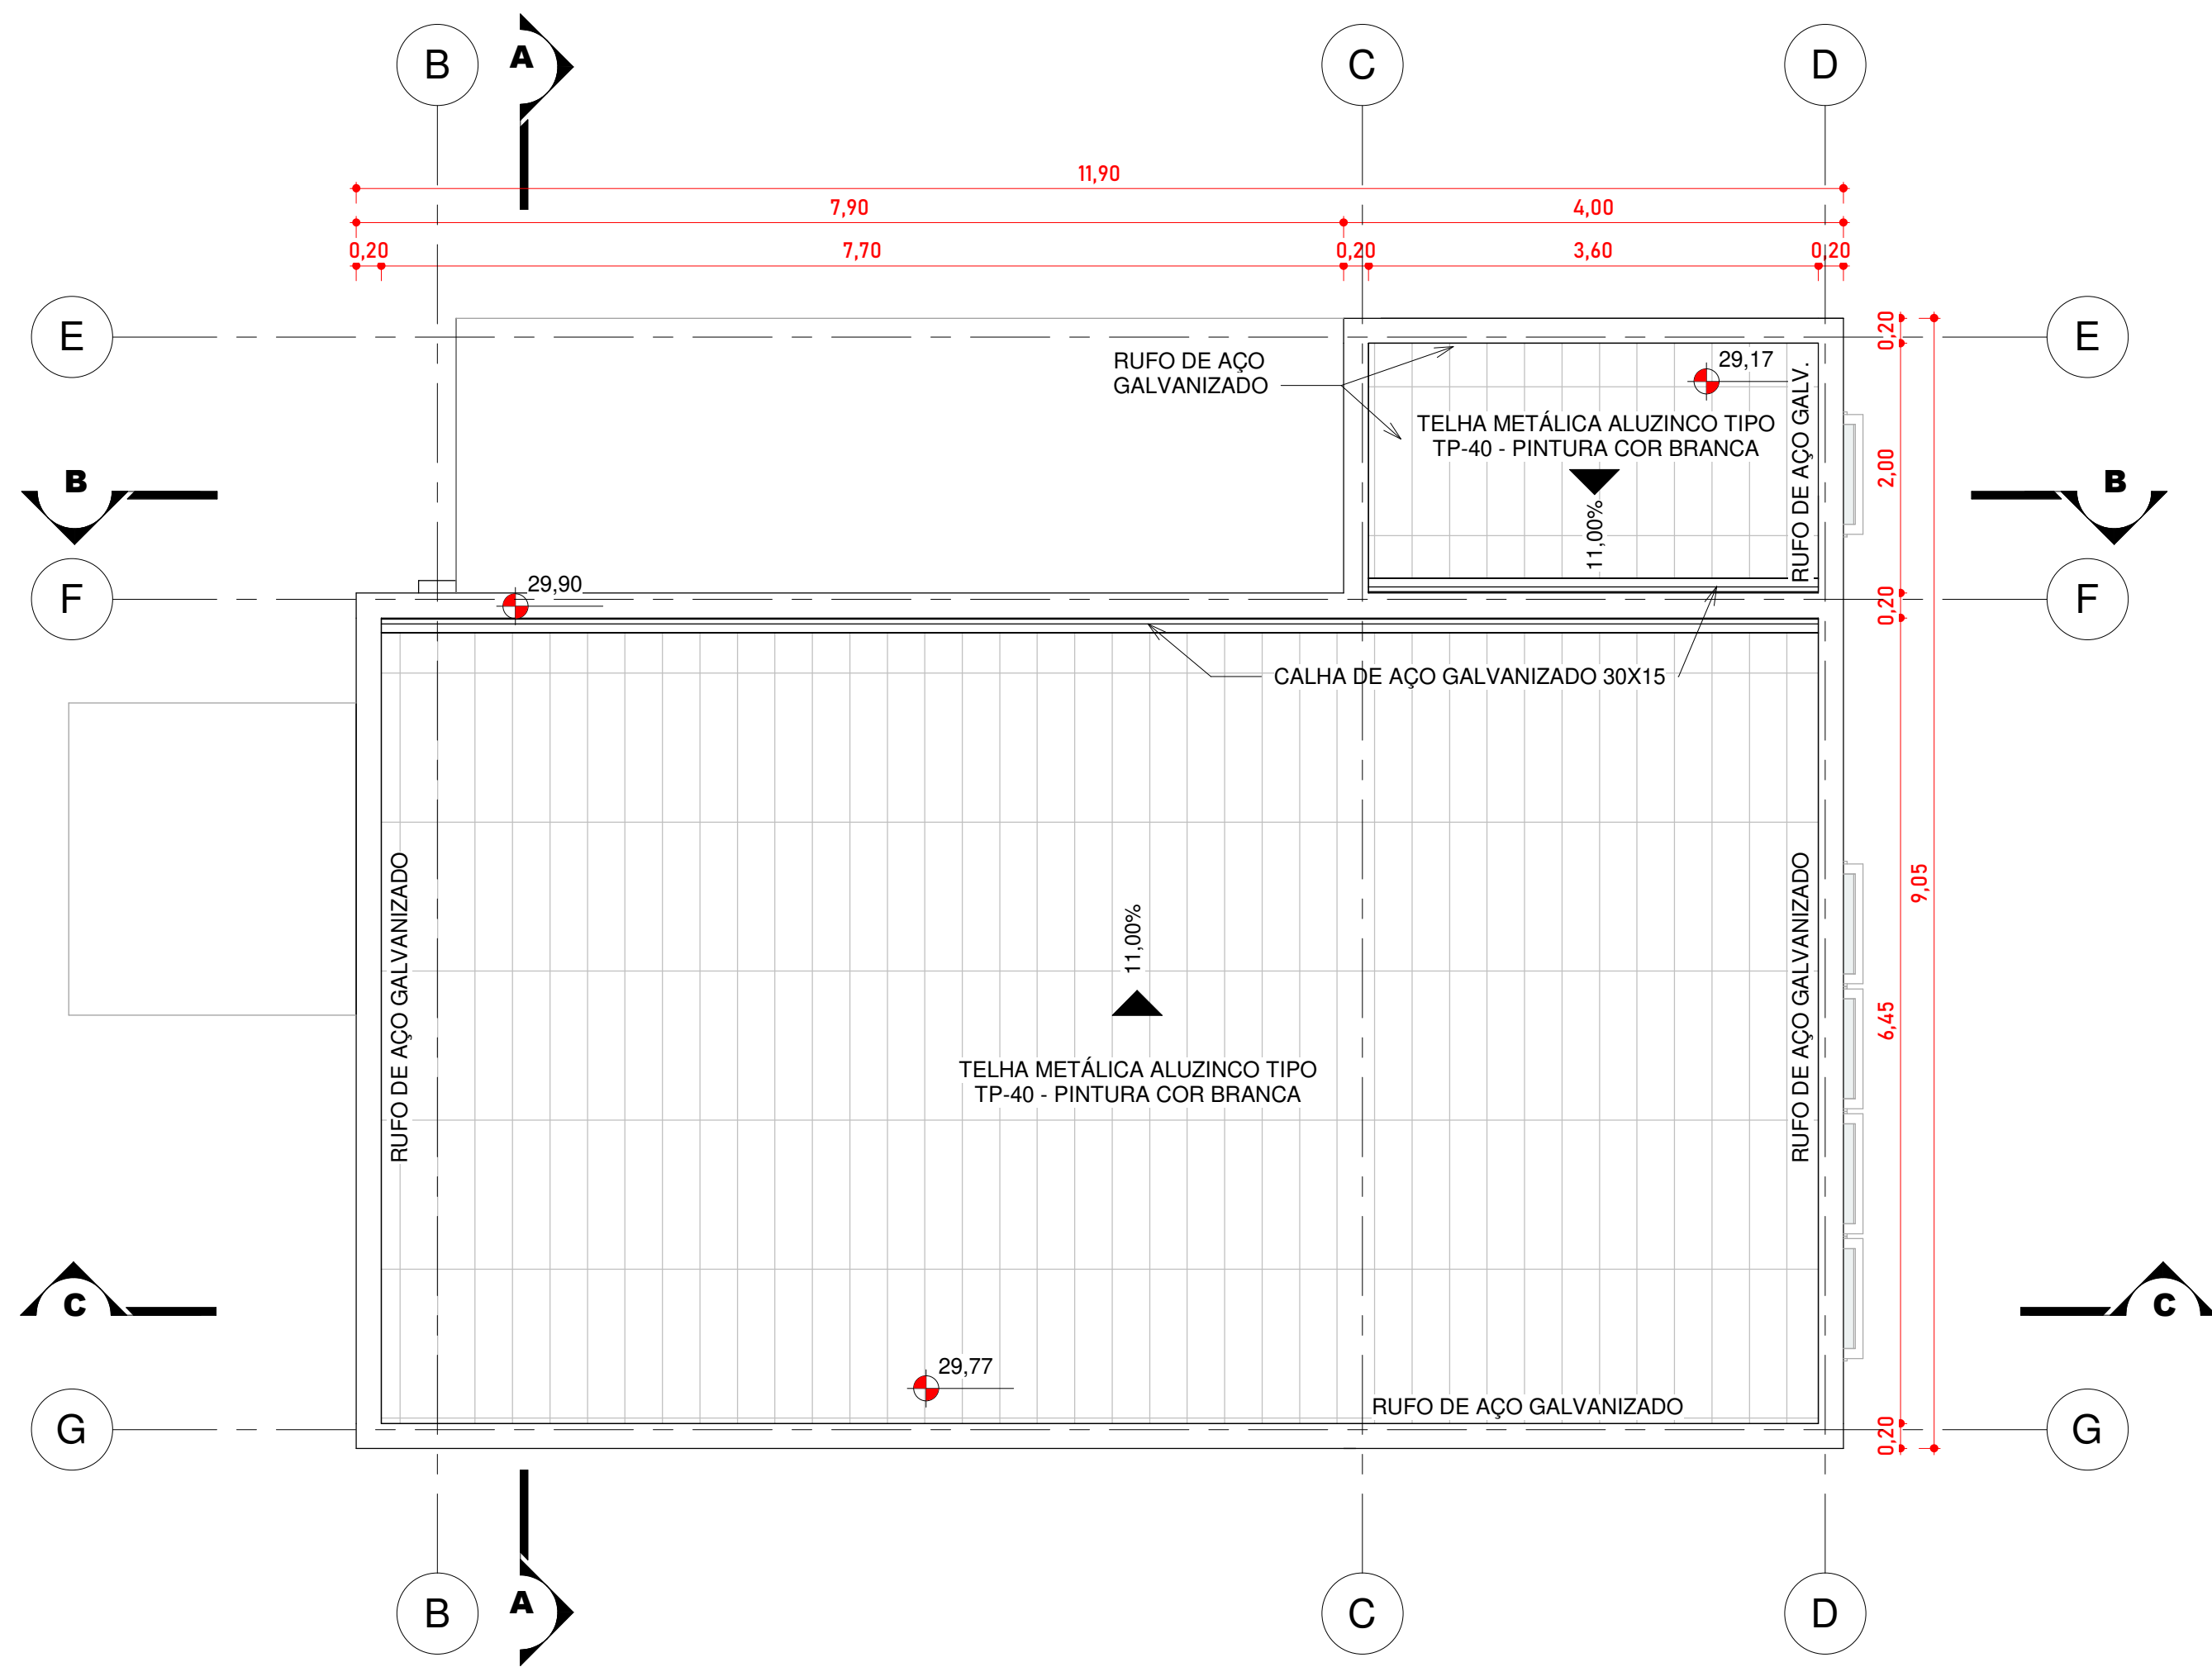 B
A
C
D
11,90
7,90
4,00
0,20
7,70
0,20
3,60
0,20
E
E
0,20
RUFO DE AÇO
GALVANIZADO
29,17
TELHA METÁLICA ALUZINCO TIPO
TP-40 - PINTURA COR BRANCA
11,00%
RUFO DE AÇO GALV.
2,00
B
B
F
F
29,90
0,20
CALHA DE AÇO GALVANIZADO 30X15
RUFO DE AÇO GALVANIZADO
11,00%
TELHA METÁLICA ALUZINCO TIPO
TP-40 - PINTURA COR BRANCA
RUFO DE AÇO GALVANIZADO
6,45
9,05
C
C
29,77
RUFO DE AÇO GALVANIZADO
G
G
0,20
B
A
C
D